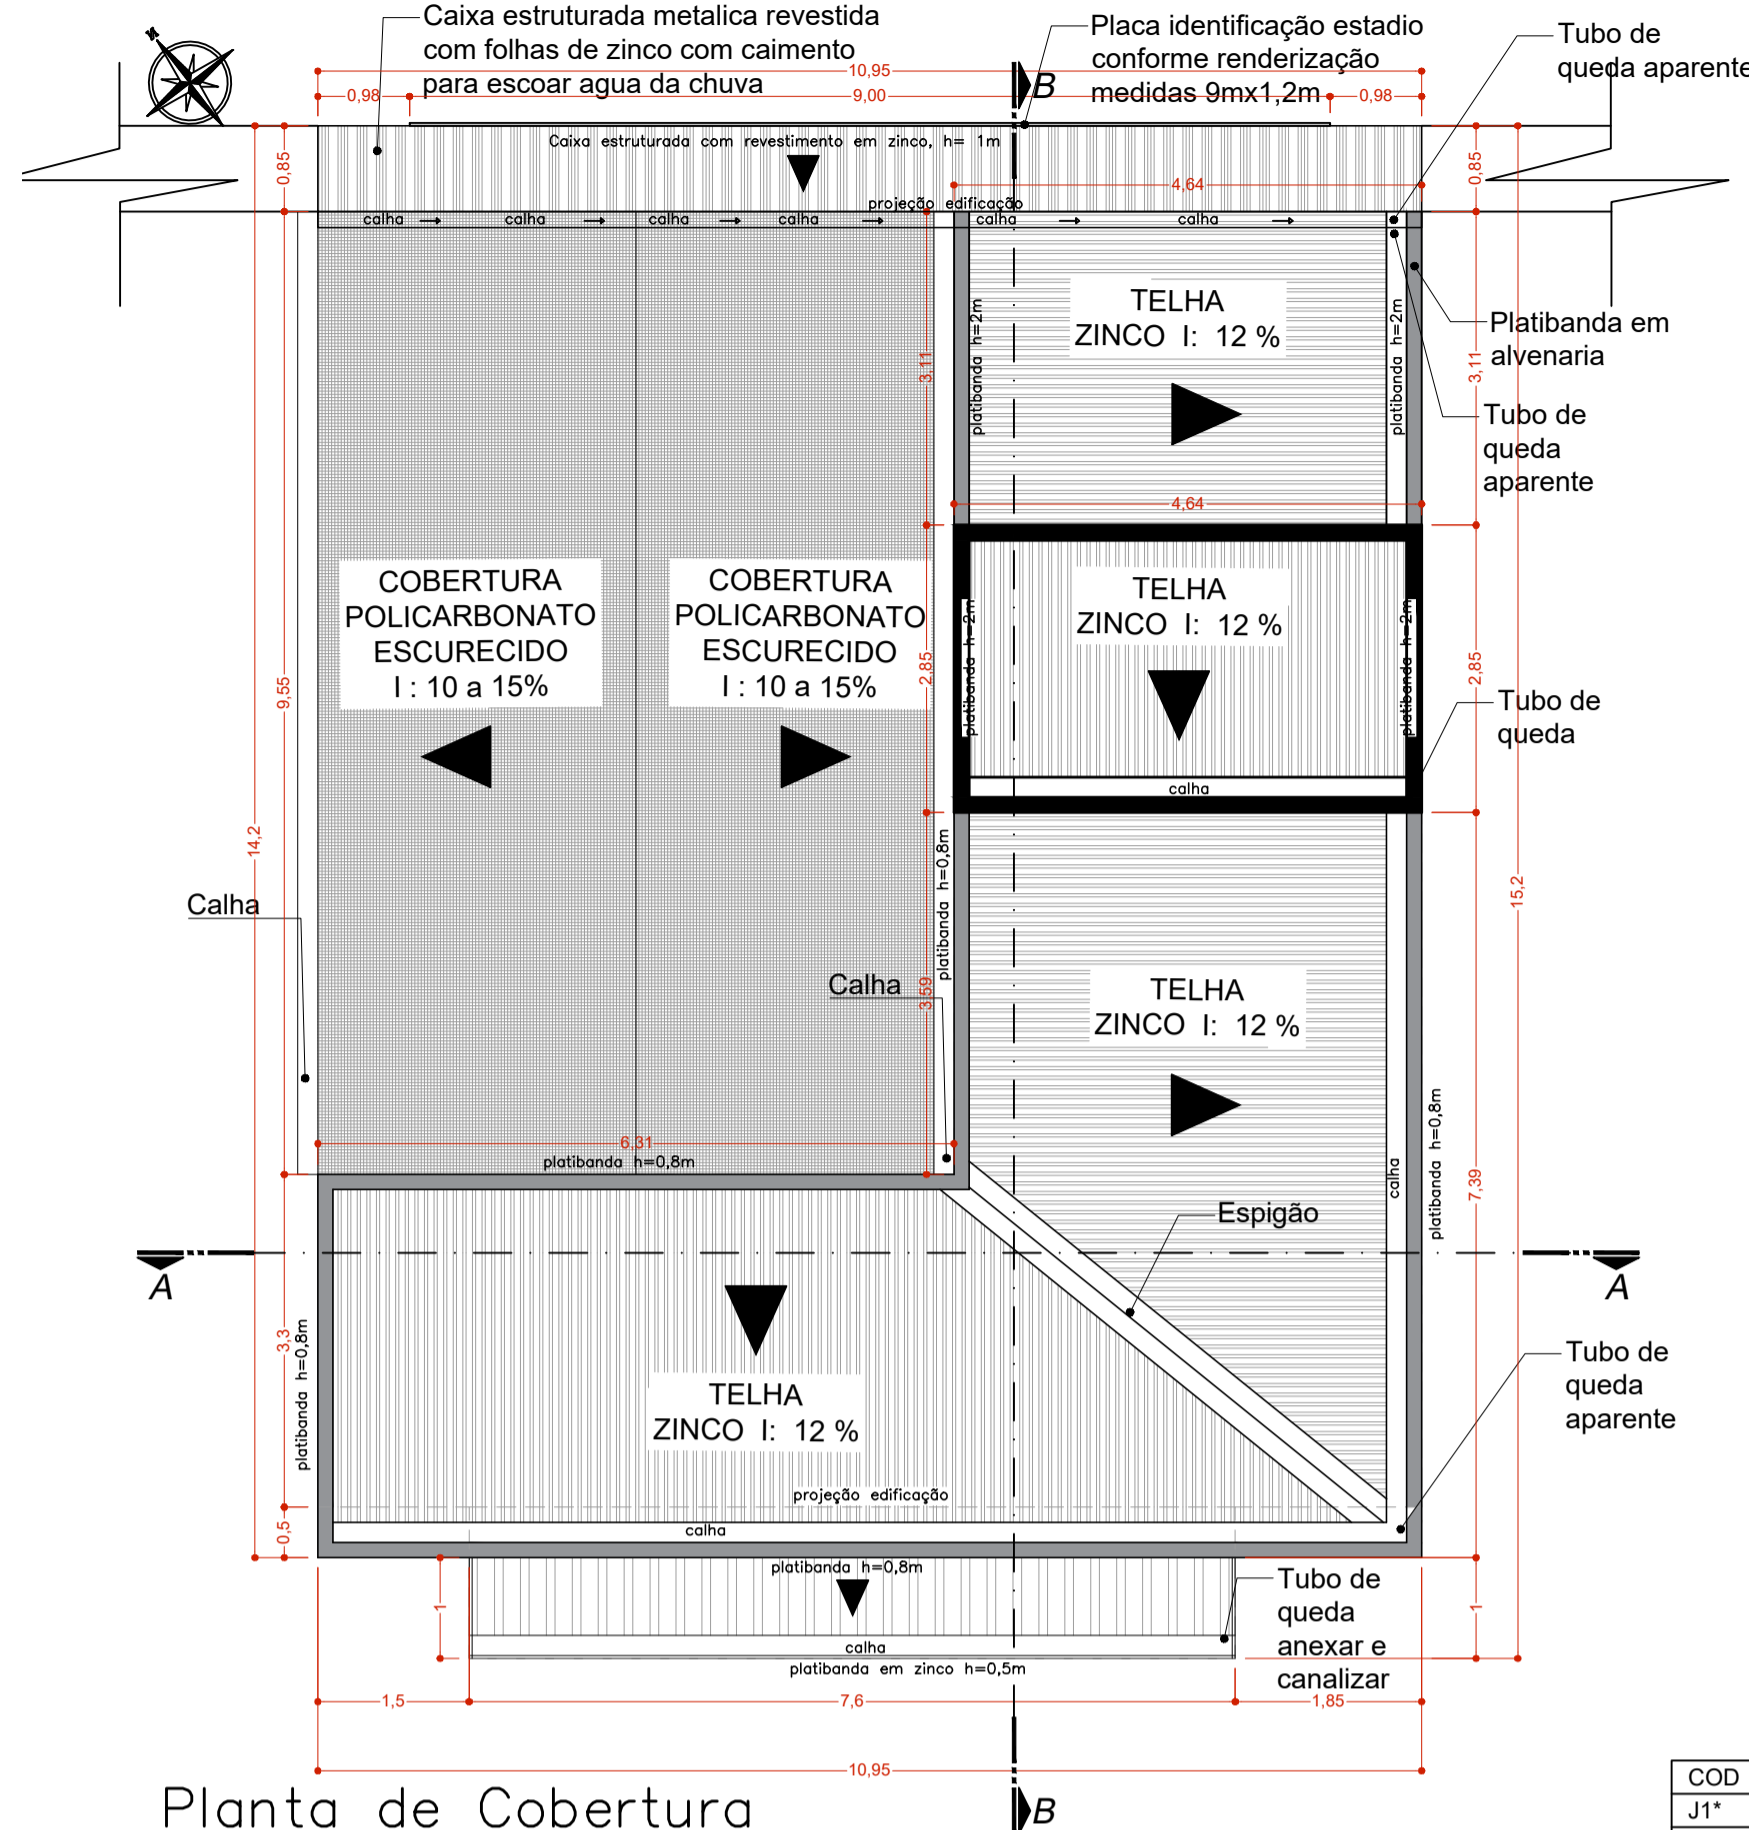 N
Caixa estruturada metalica revestida
com folhas de zinco com caimento
para escoar agua da chuva
Placa identificação estadio
conforme renderização
medidas 9mx1,2m
Tubo de
queda aparente
10,95
B
0,98
9,00
0,98
Caixa estruturada com revestimento em zinco, h= 1m
0,85
0,85
4,64
projeção edificação
calha
calha
calha
calha
calha
calha
TELHA
ZINCO I: 12 %
platibanda h=2m
platibanda h=2m
3,11
3,11
Platibanda em
alvenaria
Tubo de
queda
aparente
4,64
COBERTURA
POLICARBONATO
ESCURECIDO
I : 10 a 15%
COBERTURA
POLICARBONATO
ESCURECIDO
I : 10 a 15%
TELHA
ZINCO I: 12 %
platibanda h=2m
platibanda h=2m
2,85
2,85
9,55
Tubo de
queda
calha
14,2
15,2
Calha
platibanda h=0,8m
Calha
3,59
TELHA
ZINCO I: 12 %
6,31
platibanda h=0,8m
calha
platibanda h=0,8m
7,39
Espigão
A
A
3,3
platibanda h=0,8m
TELHA
ZINCO I: 12 %
Tubo de
queda
aparente
projeção edificação
0,5
calha
platibanda h=0,8m
1
1
Tubo de
queda
anexar e
canalizar
calha
platibanda em zinco h=0,5m
1,5
7,6
1,85
10,95
Planta de Cobertura
B
COD
J1*